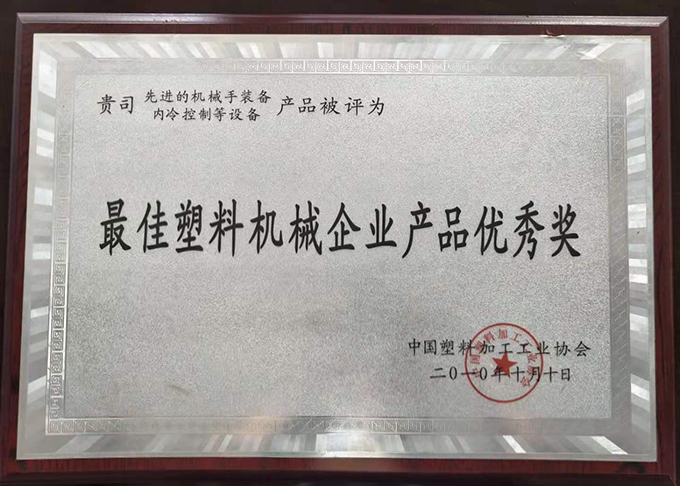 贵司 先进的机械手装备 产品被评为
内冷控制等设备
最佳塑料机械企业产品优秀奖
中国塑料加工工业协会
二0一0年十月十日